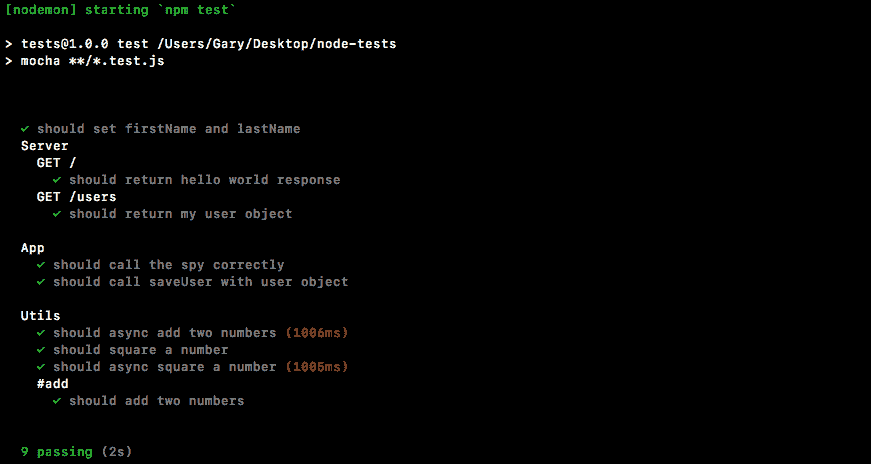 [nodemon] starting `npm test`
> tests@1.0.0 test /Users/Gary/Desktop/node-tests
> mocha **/*.test.js
✓ should set firstName and lastName
Server
GET /
✓ should return hello world response
GET /users
✓ should return my user object
App
✓ should call the spy correctly
✓ should call saveUser with user object
Utils
✓ should async add two numbers (1006ms)
✓ should square a number
✓ should async square a number (1005ms)
#add
✓ should add two numbers
9 passing (2s)